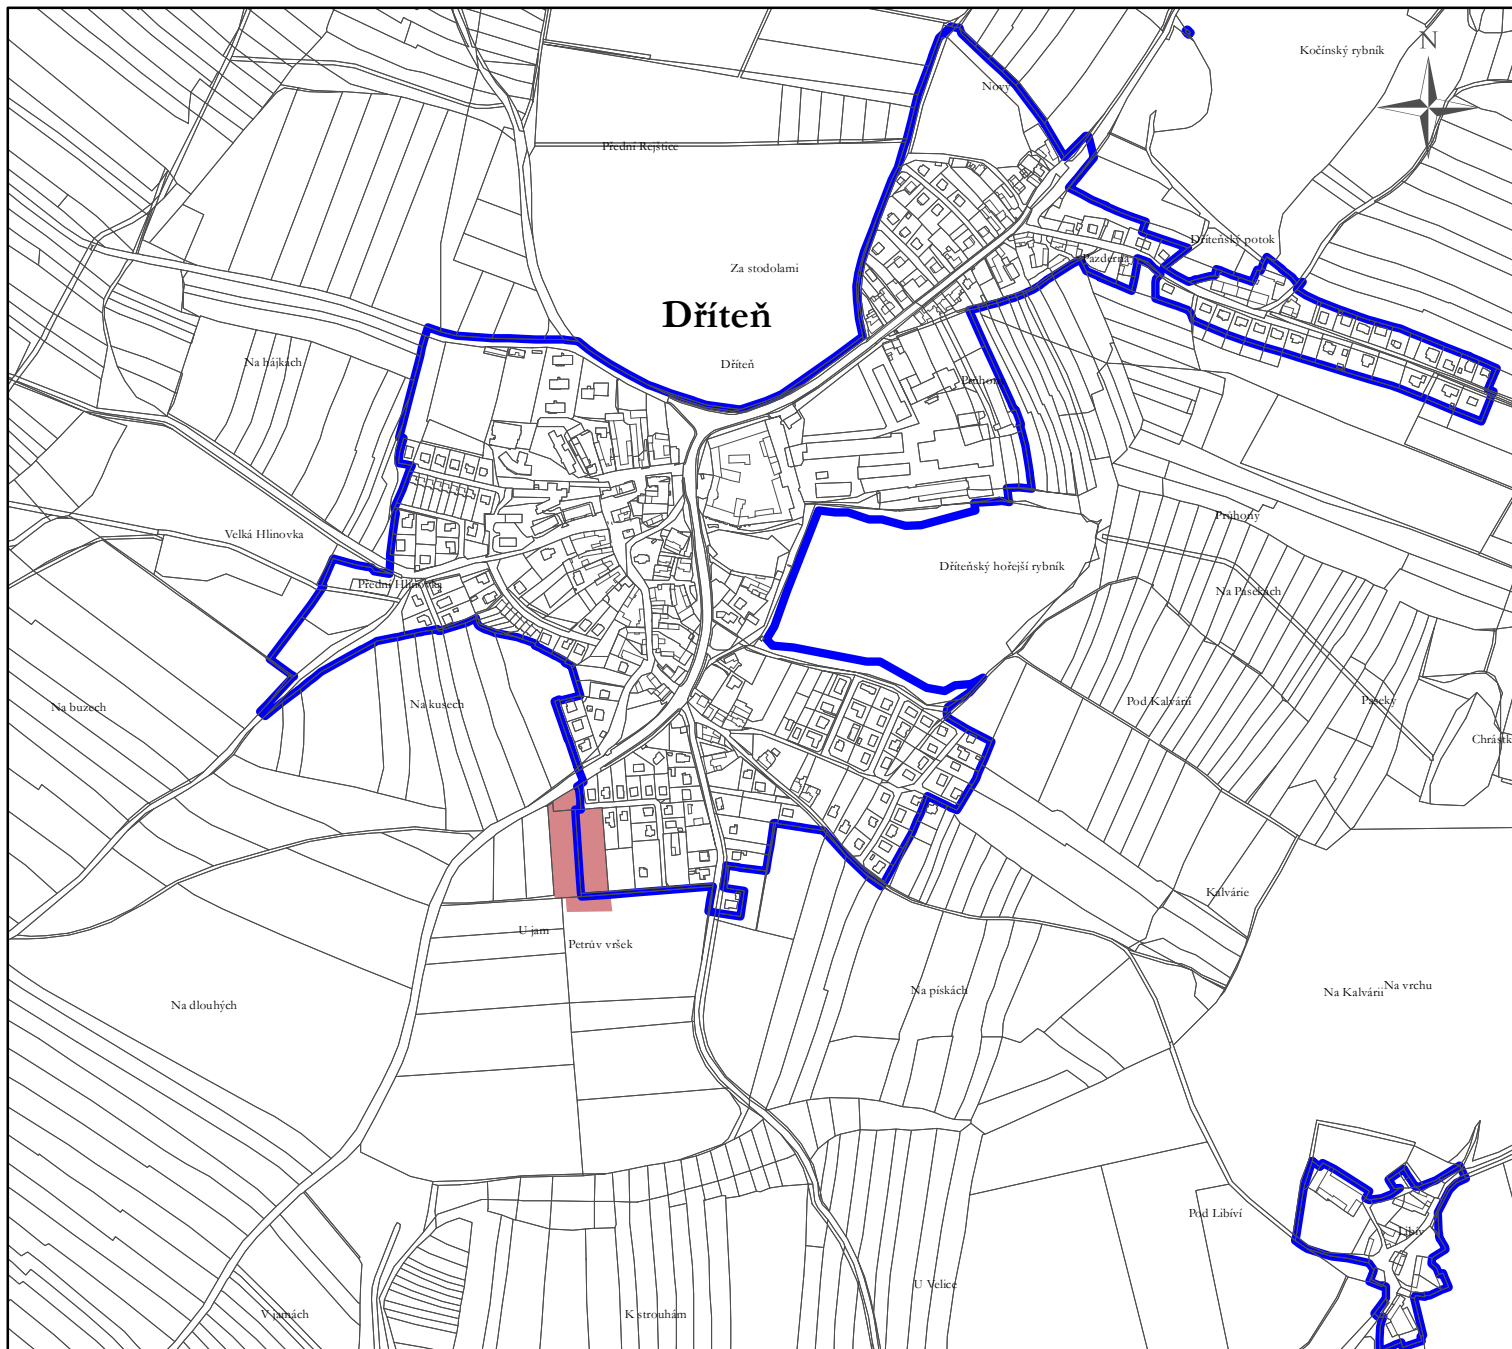 N
Kočínský rybník
Nový
Přední Rejštice
Dříteňský potok
Pazderna
Za stodolami
Dříteň
Dříteň
Na hájkách
Průhony
Velká Hlinovka
Průhony
Dříteňský hořejší rybník
Přední Hlinovka
Na Pasekách
Na buzech
Na kusech
Pod Kalvárií
Paseky
Chrástk
Kalvárie
U jam
Petrův vršek
Na dlouhých
Na pískách
Na Kalvárii
Na vrchu
Pod Libíví
Libív
U Velice
V jamách
K strouhám